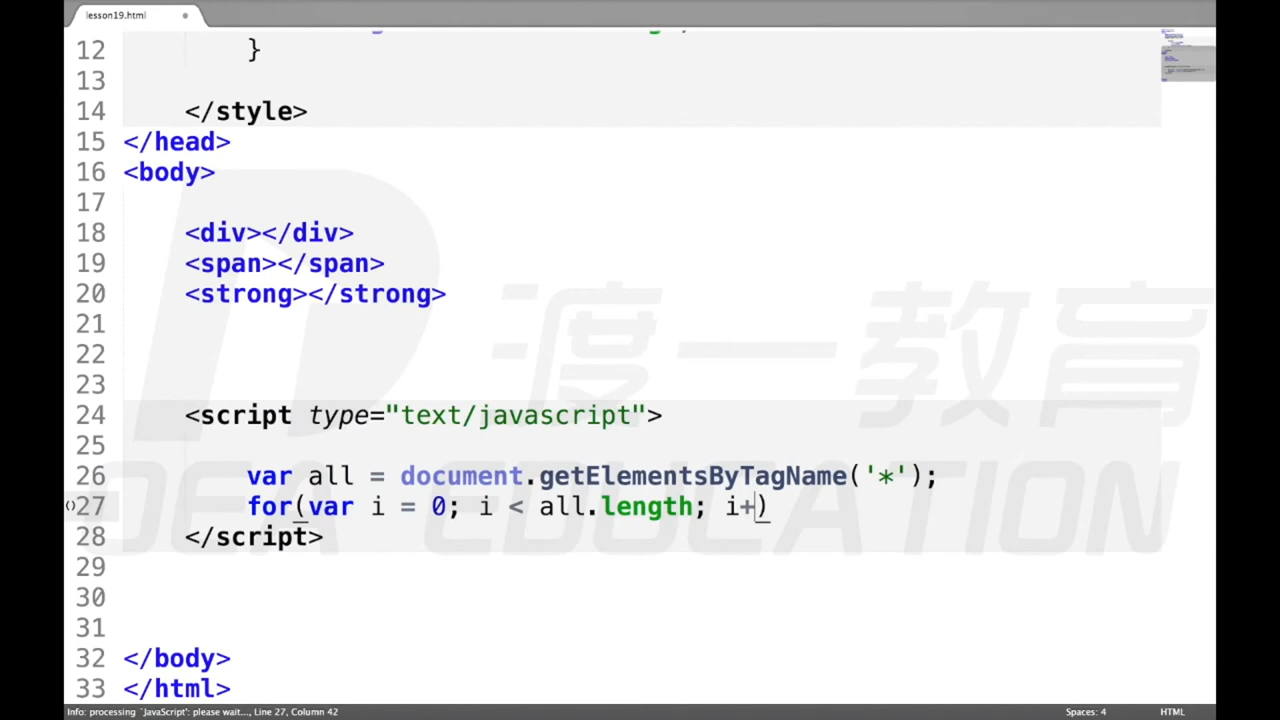 lesson19.html
12 }
13
14 </style>
15 </head>
16 <body>
17
18 <div></div>
19 <span></span>
20 <strong></strong>
21
22
23
24 <script type="text/javascript">
25
26 var all = document.getElementsByTagName('*');
27 for(var i = 0; i < all.length; i+)
28 </script>
29
30
31
32 </body>
33 </html>
渡一教育
EDUCATION
Info: processing `JavaScript': please wait..., Line 27, Column 42
Spaces: 4
HTML